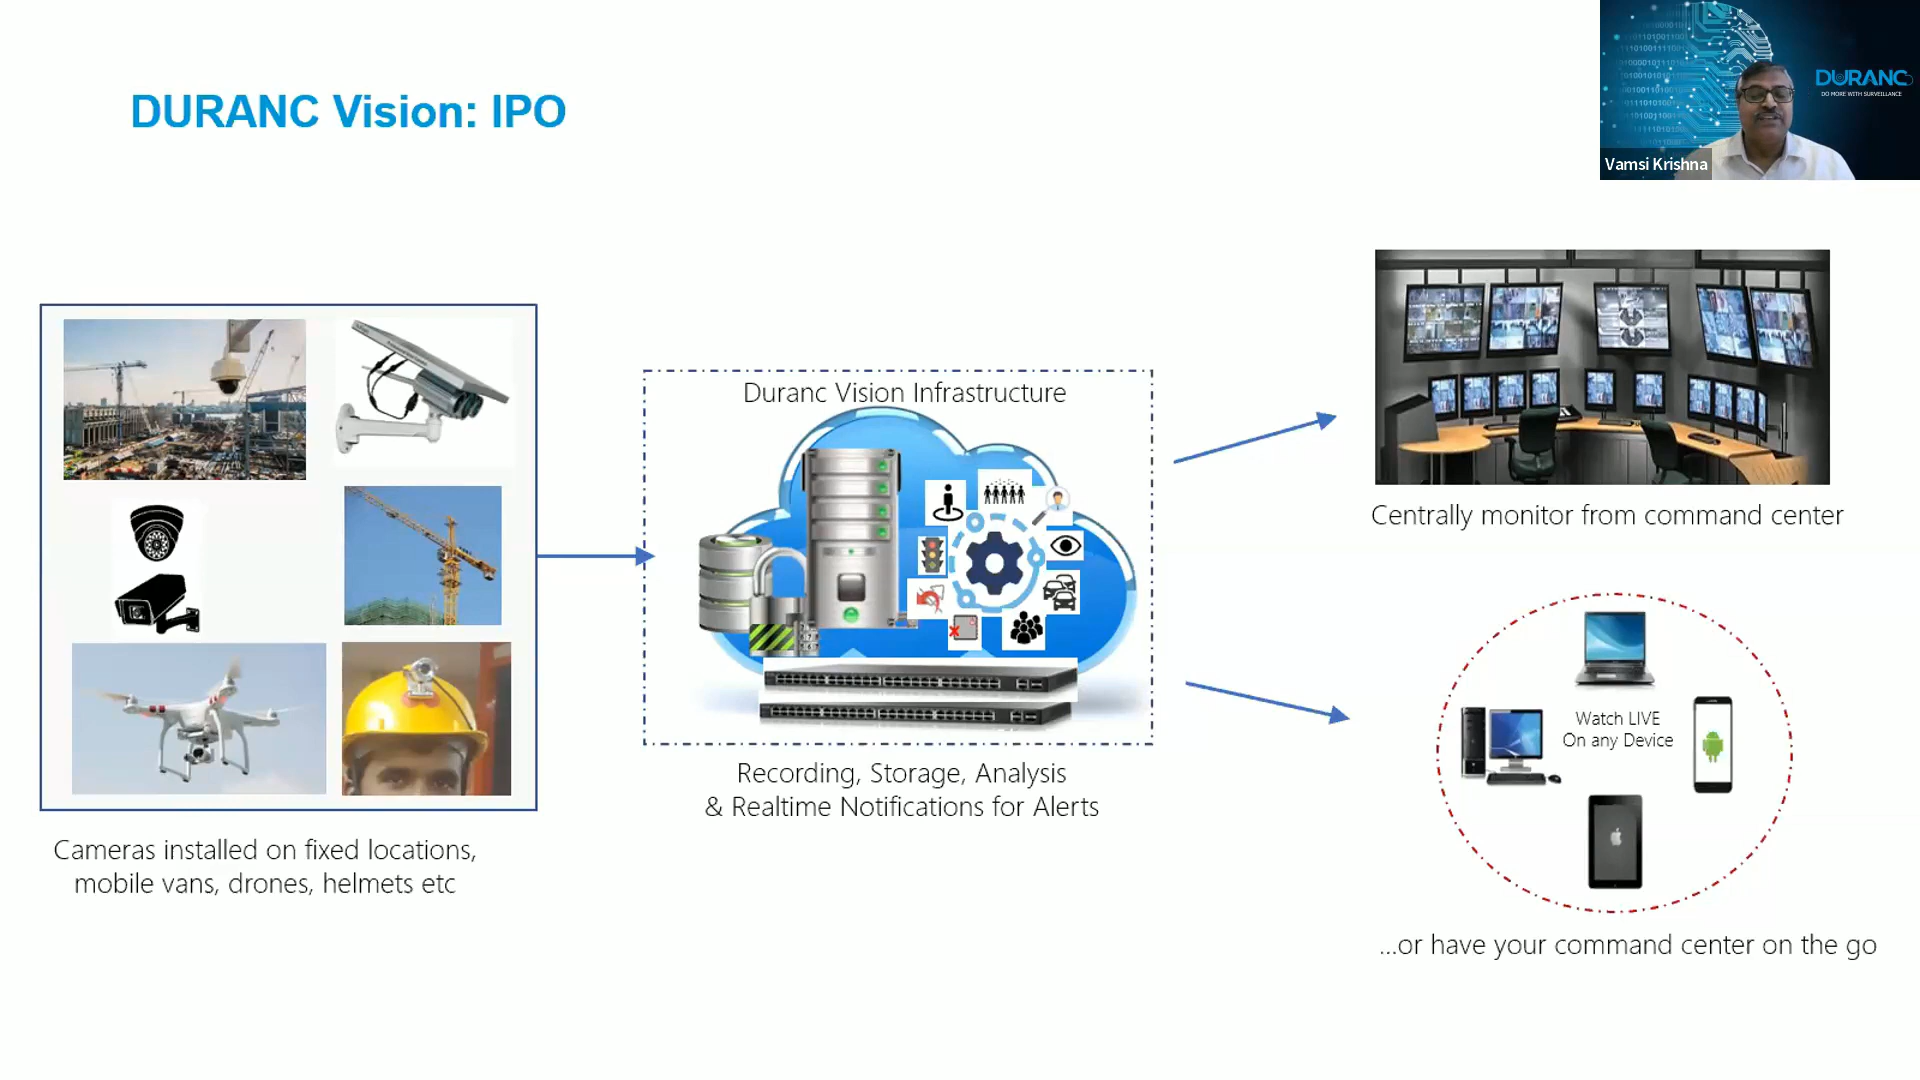 DURANC Vision: IPO
DURANC
DO MORE WITH SURVEILLANCE
Vamsi Krishna
Duranc Vision Infrastructure
Centrally monitor from command center
Watch LIVE
On any Device
Recording, Storage, Analysis
& Realtime Notifications for Alerts
Cameras installed on fixed locations,
mobile vans, drones, helmets etc
...or have your command center on the go